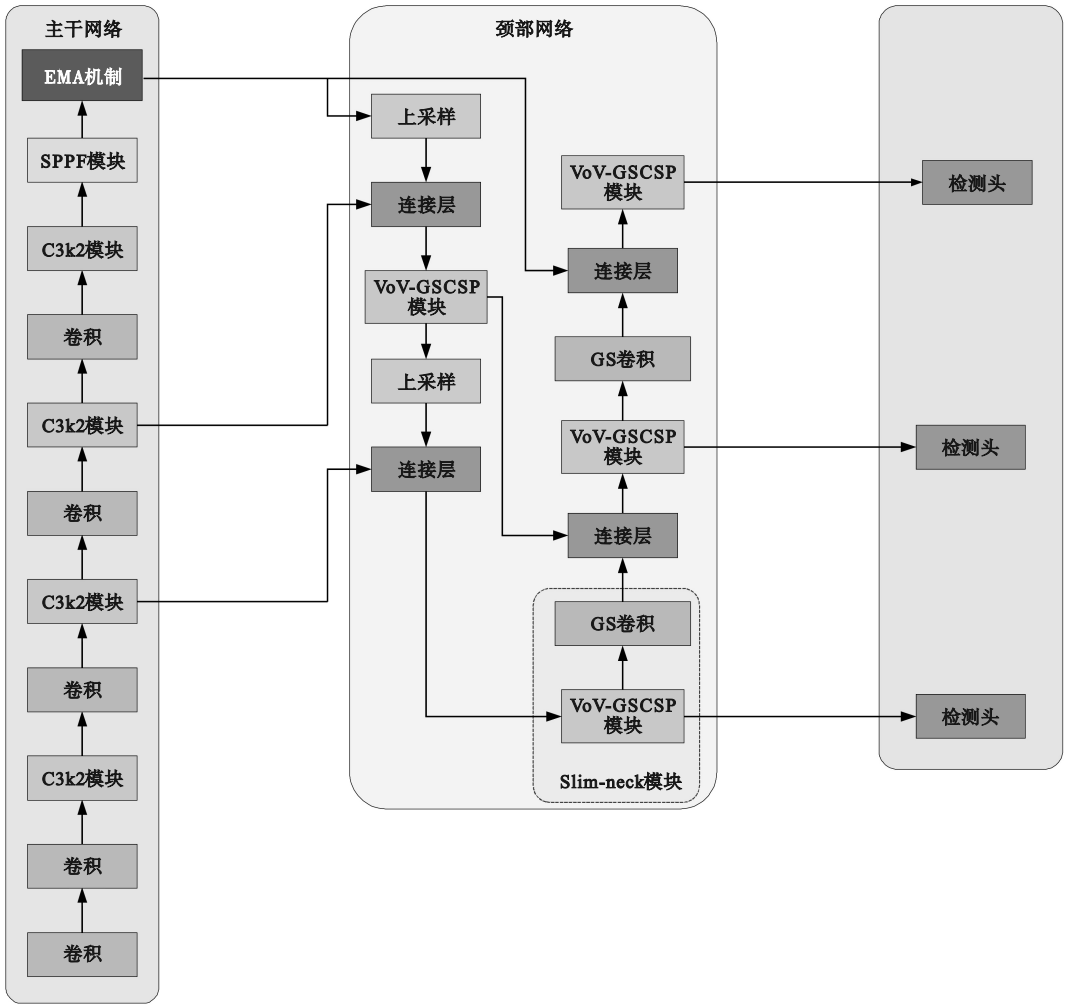 主干网络
EMA机制
SPPF模块
C3k2模块
卷积
C3k2模块
卷积
C3k2模块
卷积
C3k2模块
卷积
卷积
颈部网络
上采样
连接层
VoV-GSCSP
模块
上采样
连接层
VoV-GSCSP
模块
连接层
GS卷积
VoV-GSCSP
模块
连接层
GS卷积
VoV-GSCSP
模块
Slim-neck模块
检测头
检测头
检测头